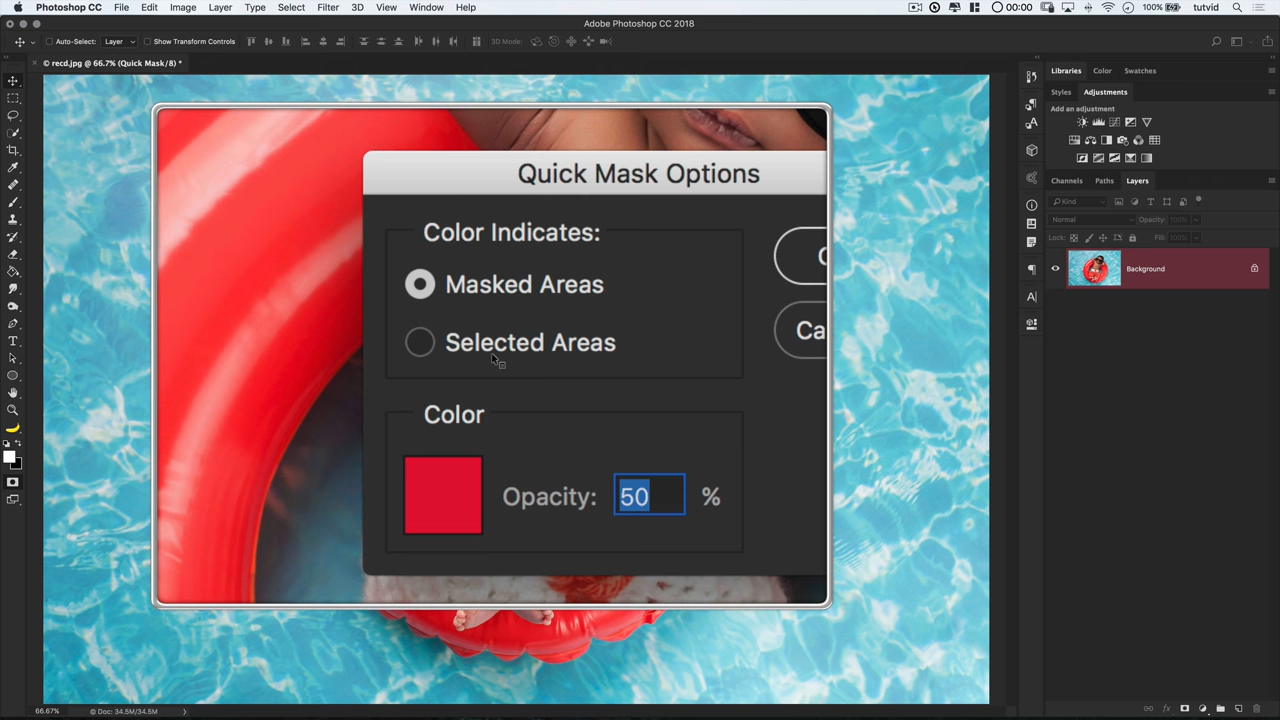 Photoshop CC File Edit Image Layer Type Select Filter 3D View Window Help 00:00 100% tutvid
Adobe Photoshop CC 2018
Auto-Select: Layer Show Transform Controls 3D Mode:
© recd.jpg @ 66.7% (Quick Mask/8) *
Libraries Color Swatches
Styles Adjustments
Add an adjustment
Channels Paths Layers
Kind
Normal Opacity: 100%
Lock: Fill: 100%
Background
Quick Mask Options
Color Indicates:
Masked Areas
Selected Areas
Ca
Color
Opacity: 50 %
66.67% Doc: 34.5M/34.5M